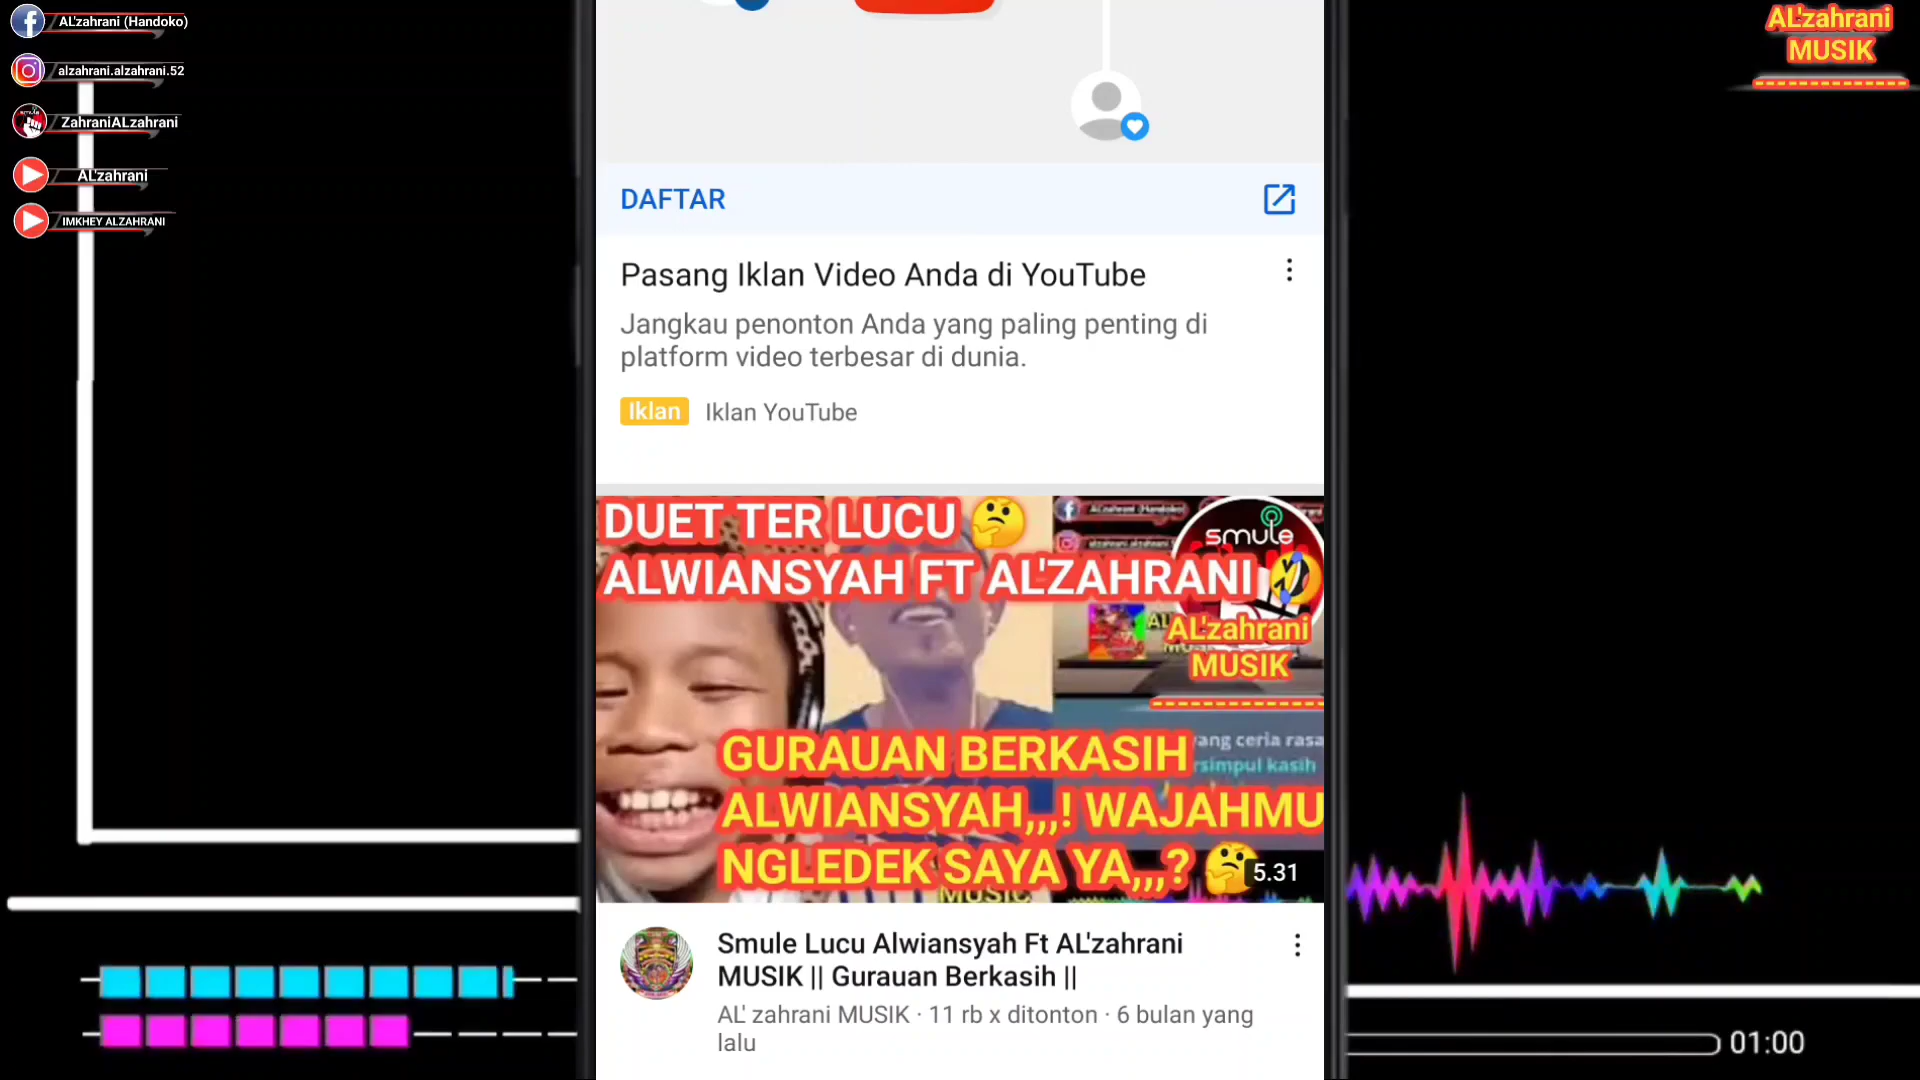 AL'zahrani (Handoko)
alzahrani.alzahrani.52
ZahraniALzahrani
AL'zahrani
IMKHEY ALZAHRANI
AL'zahrani
MUSIK
DAFTAR
Pasang Iklan Video Anda di YouTube
Jangkau penonton Anda yang paling penting di
platform video terbesar di dunia.
Iklan Iklan YouTube
DUET TER LUCU 🤔
ALWIANSYAH FT AL'ZAHRANI 🤣
AL'zahrani (Handoko)
smule
AL'zahrani
MUSIK
yang ceria rasa
rsimpul kasih
GURAUAN BERKASIH
ALWIANSYAH,,,! WAJAHMU
NGLEDEK SAYA YA,,,? 🤔
5.31
MUSIC
Smule Lucu Alwiansyah Ft AL'zahrani
MUSIK || Gurauan Berkasih ||
AL' zahrani MUSIK · 11 rb x ditonton · 6 bulan yang
lalu
01:00